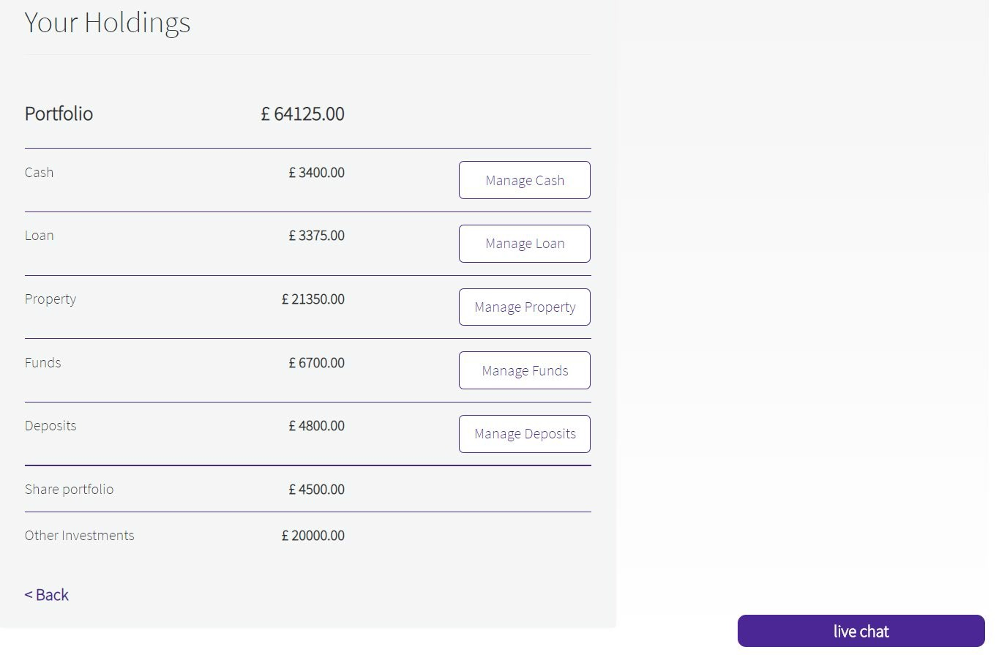 Your Holdings
Portfolio £ 64125.00
Cash £ 3400.00 Manage Cash
Loan £ 3375.00 Manage Loan
Property £ 21350.00 Manage Property
Funds £ 6700.00 Manage Funds
Deposits £ 4800.00 Manage Deposits
Share portfolio £ 4500.00
Other Investments £ 20000.00
< Back
live chat